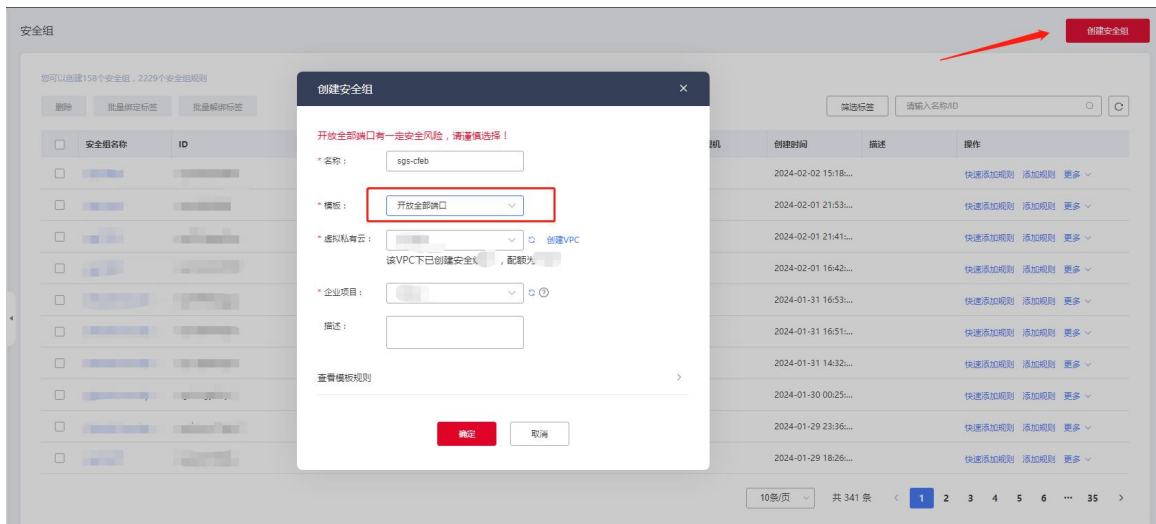 安全组
创建安全组
您可以创建158个安全组，2229个安全组规则
删除 批量绑定标签 批量解绑标签
筛选标签 请输入名称/ID
安全组名称 ID
创建时间 描述 操作
2024-02-02 15:18:... 快速添加规则 添加规则 更多
2024-02-01 21:53:... 快速添加规则 添加规则 更多
2024-02-01 21:41:... 快速添加规则 添加规则 更多
2024-02-01 16:42:... 快速添加规则 添加规则 更多
2024-01-31 16:53:... 快速添加规则 添加规则 更多
2024-01-31 16:51:... 快速添加规则 添加规则 更多
2024-01-31 14:32:... 快速添加规则 添加规则 更多
2024-01-30 00:25:... 快速添加规则 添加规则 更多
2024-01-29 23:36:... 快速添加规则 添加规则 更多
2024-01-29 18:26:... 快速添加规则 添加规则 更多
10条/页 共 341 条 < 1 2 3 4 5 6 ··· 35 >
创建安全组
开放全部端口有一定安全风险，请谨慎选择！
* 名称： sgs-cfeb
* 模板： 开放全部端口
* 虚拟私有云： 创建VPC
该VPC下已创建安全 ，配额为
* 企业项目：
描述：
查看模板规则
确定 取消